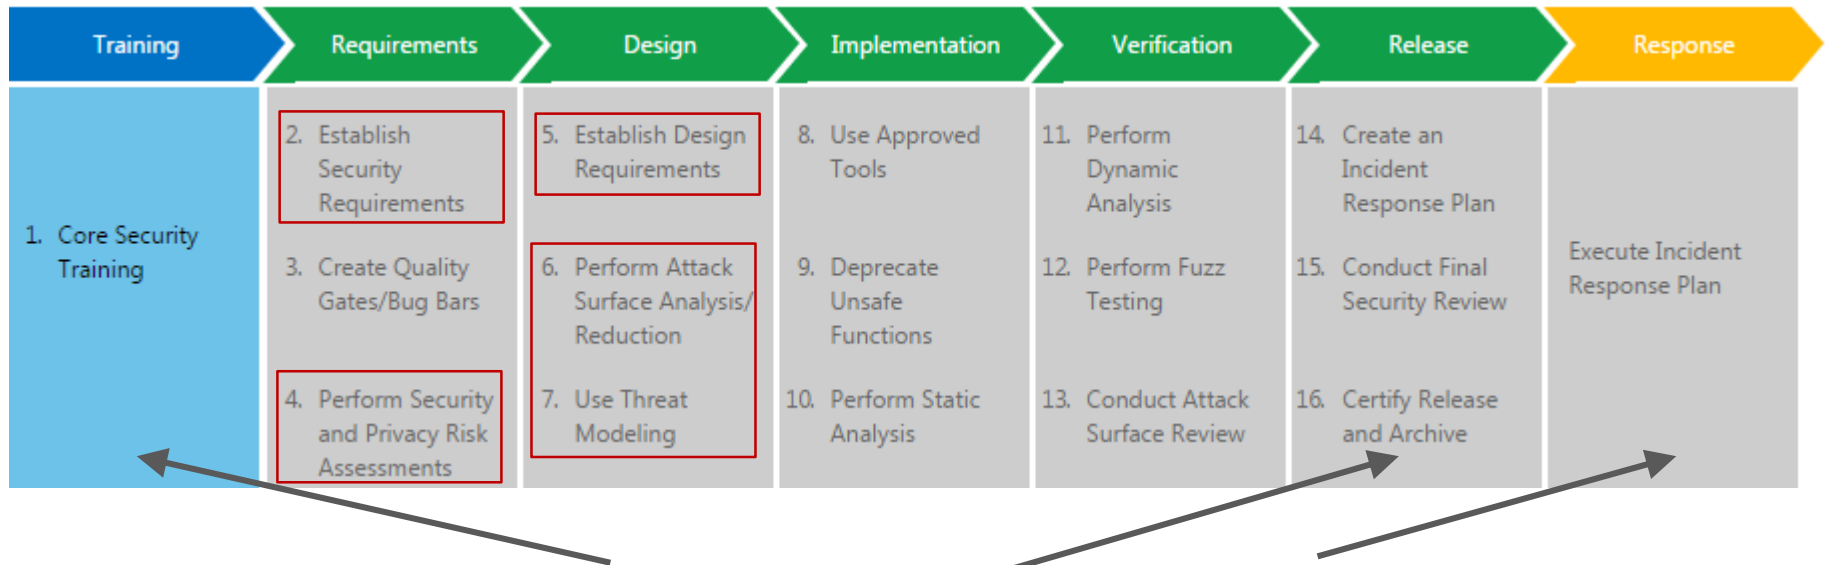 Training
Requirements
Design
Implementation
Verification
Release
Response
1. Core Security
Training
2. Establish
Security
Requirements
3. Create Quality
Gates/Bug Bars
4. Perform Security
and Privacy Risk
Assessments
5. Establish Design
Requirements
6. Perform Attack
Surface Analysis/
Reduction
7. Use Threat
Modeling
8. Use Approved
Tools
9. Deprecate
Unsafe
Functions
10. Perform Static
Analysis
11. Perform
Dynamic
Analysis
12. Perform Fuzz
Testing
13. Conduct Attack
Surface Review
14. Create an
Incident
Response Plan
15. Conduct Final
Security Review
16. Certify Release
and Archive
Execute Incident
Response Plan